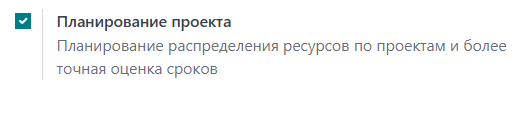 Планирование проекта
Планирование распределения ресурсов по проектам и более
точная оценка сроков